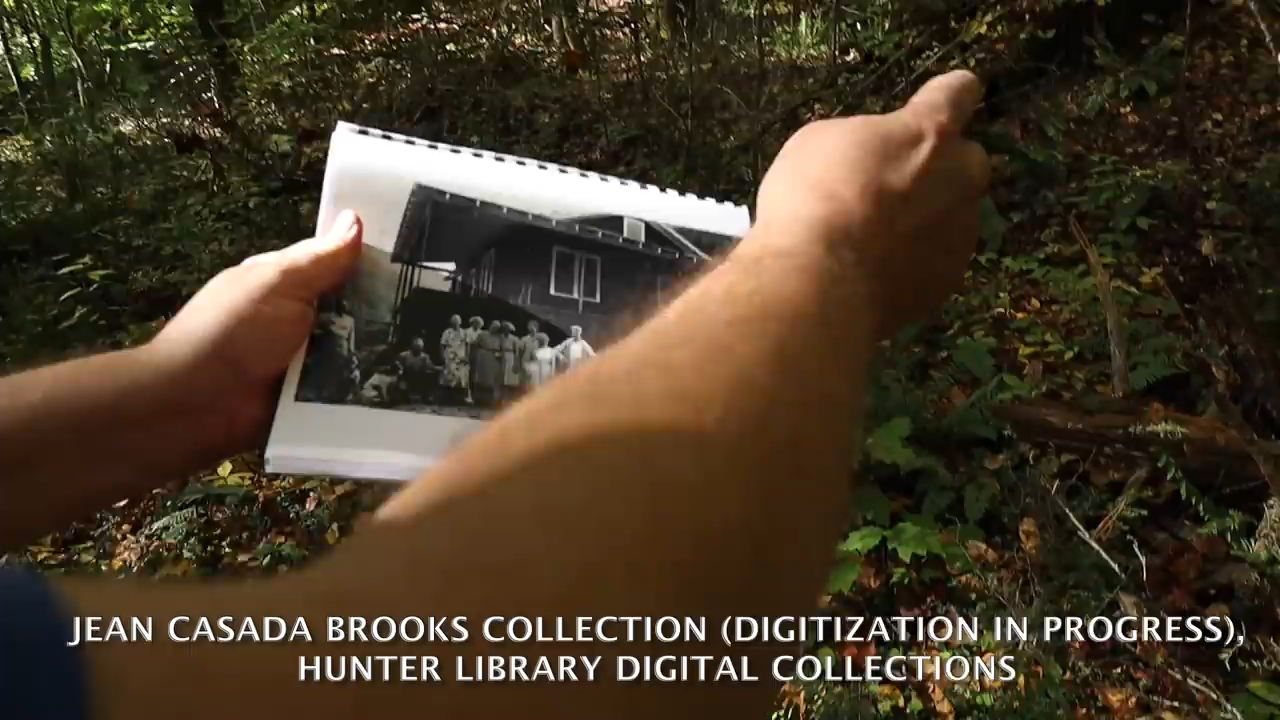 JEAN CASADA BROOKS COLLECTION (DIGITIZATION IN PROGRESS),
HUNTER LIBRARY DIGITAL COLLECTIONS